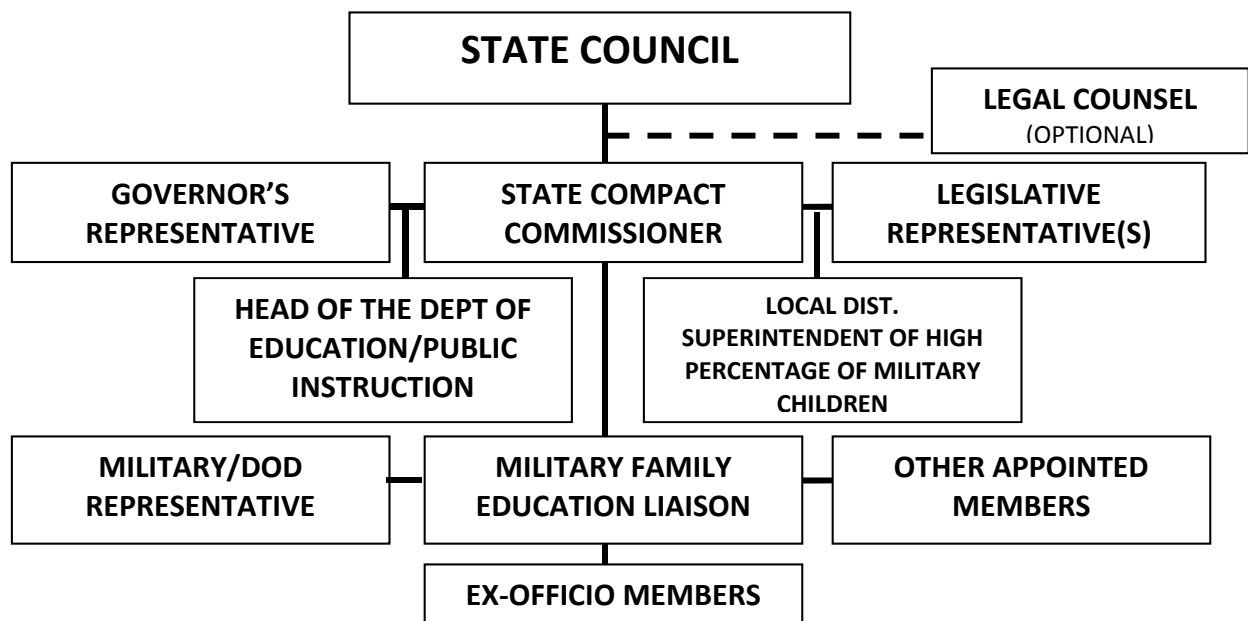 STATE COUNCIL
LEGAL COUNSEL
(OPTIONAL)
GOVERNOR’S
REPRESENTATIVE
STATE COMPACT
COMMISSIONER
LEGISLATIVE
REPRESENTATIVE(S)
HEAD OF THE DEPT OF
EDUCATION/PUBLIC
INSTRUCTION
LOCAL DIST.
SUPERINTENDENT OF HIGH
PERCENTAGE OF MILITARY
CHILDREN
MILITARY/DOD
REPRESENTATIVE
MILITARY FAMILY
EDUCATION LIAISON
OTHER APPOINTED
MEMBERS
EX-OFFICIO MEMBERS